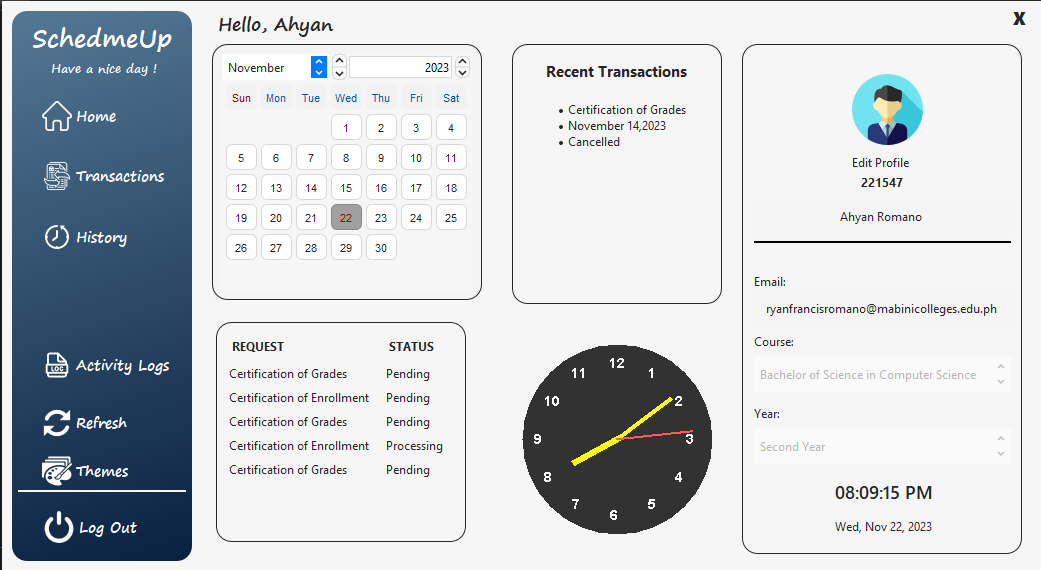 SchedmeUp
Have a nice day !
Home
Transactions
History
Activity Logs
Refresh
Themes
Log Out
Hello, Ahyan
X
November 2023
Sun Mon Tue Wed Thu Fri Sat
1 2 3 4
5 6 7 8 9 10 11
12 13 14 15 16 17 18
19 20 21 22 23 24 25
26 27 28 29 30
Recent Transactions
• Certification of Grades
• November 14,2023
• Cancelled
REQUEST STATUS
Certification of Grades Pending
Certification of Enrollment Pending
Certification of Grades Pending
Certification of Enrollment Processing
Certification of Grades Pending
12
11 1
10 2
9 3
8 4
7 5
6
Edit Profile
221547
Ahyan Romano
Email:
ryanfrancisromano@mabinicolleges.edu.ph
Course:
Bachelor of Science in Computer Science
Year:
Second Year
08:09:15 PM
Wed, Nov 22, 2023
LOG